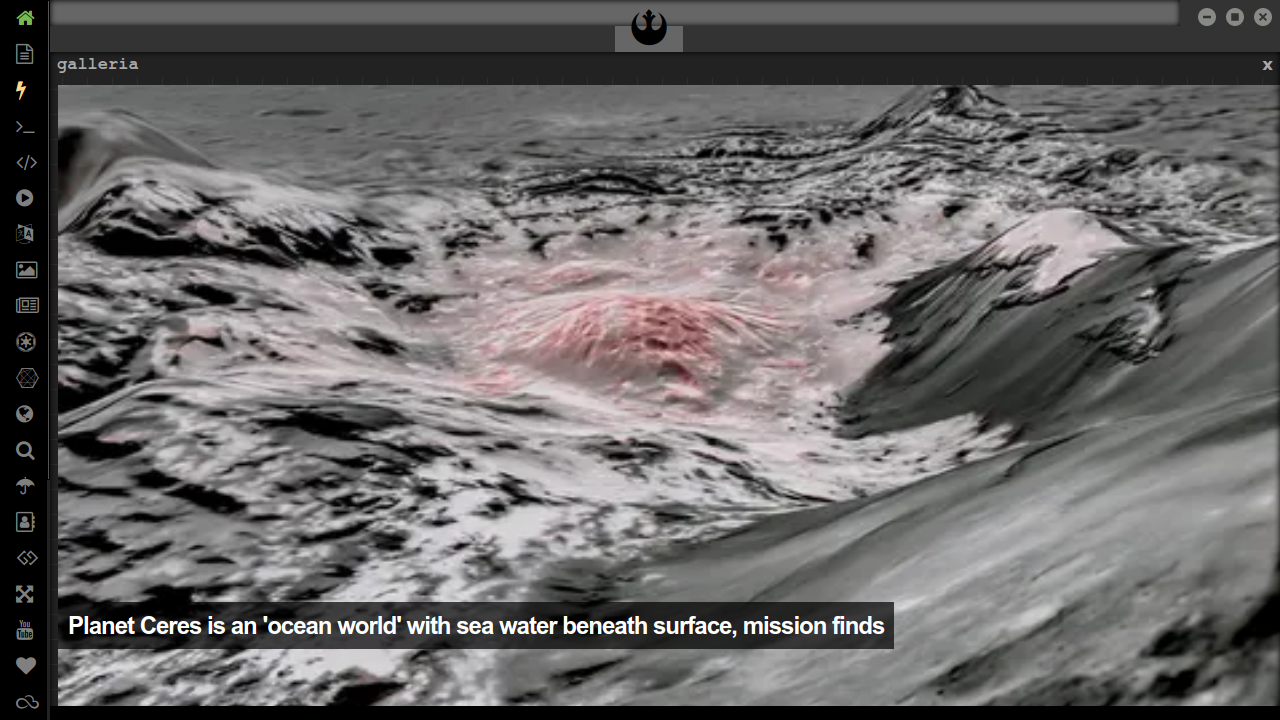 galleria
x
Planet Ceres is an 'ocean world' with sea water beneath surface, mission finds
You
Tube